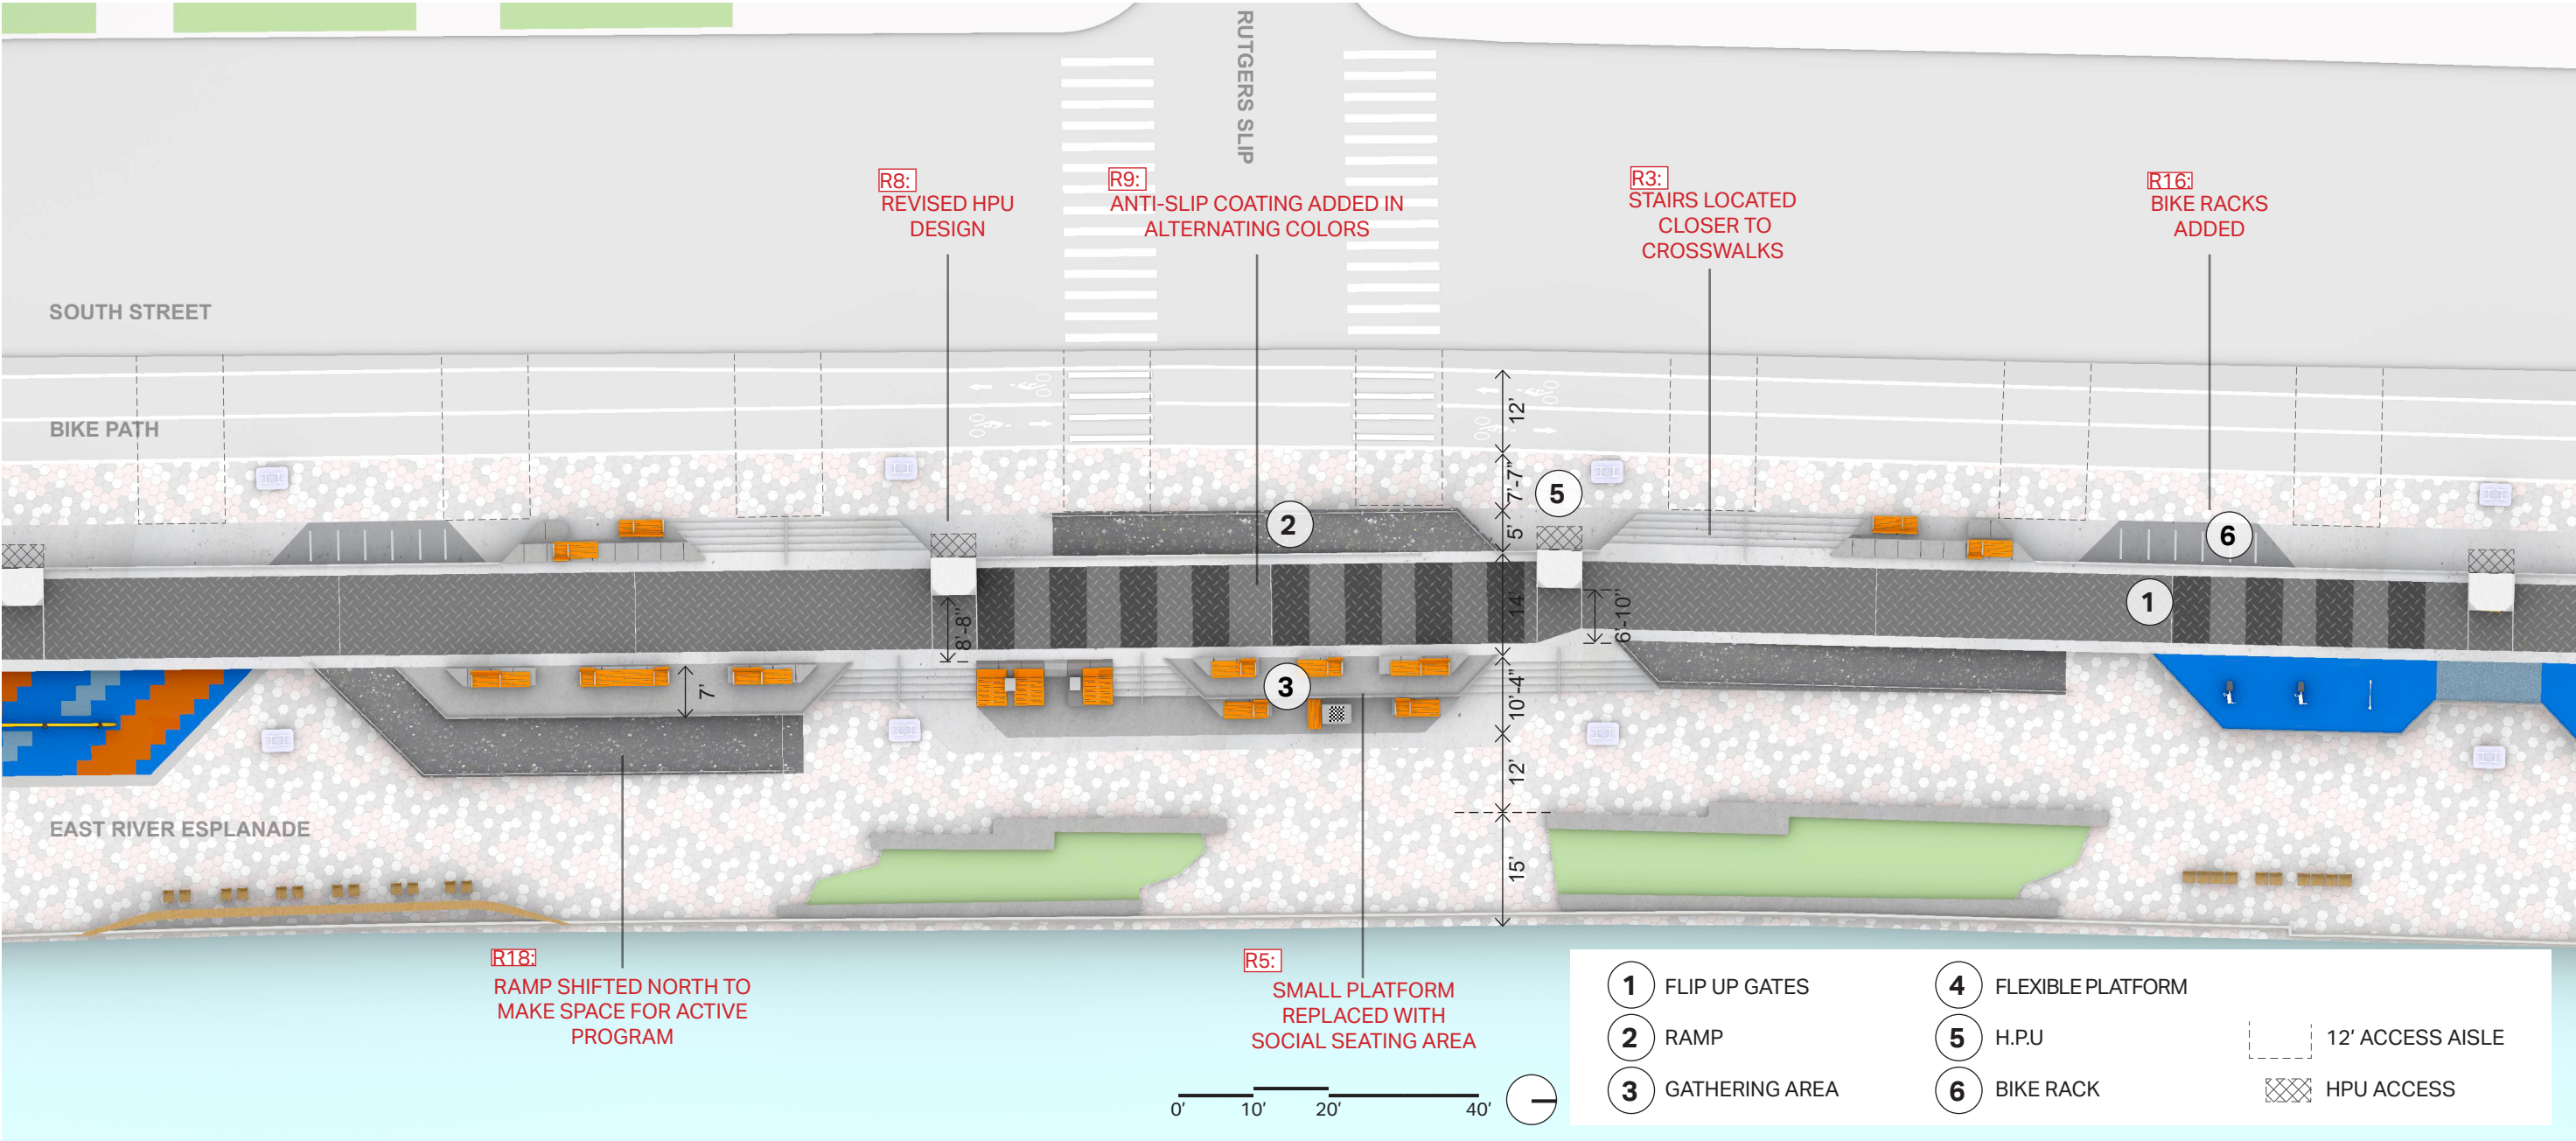 RUTGERS SLIP
R8:
REVISED HPU
DESIGN
R9:
ANTI-SLIP COATING ADDED IN
ALTERNATING COLORS
R3:
STAIRS LOCATED
CLOSER TO
CROSSWALKS
R16:
BIKE RACKS
ADDED
SOUTH STREET
BIKE PATH
12'
7'-7"
5'
14'
10'-4"
12'
15'
5
2
6
1
8'-8"
6'-10"
7'
3
EAST RIVER ESPLANADE
R18:
RAMP SHIFTED NORTH TO
MAKE SPACE FOR ACTIVE
PROGRAM
R5:
SMALL PLATFORM
REPLACED WITH
SOCIAL SEATING AREA
0' 10' 20' 40'
1 FLIP UP GATES
2 RAMP
3 GATHERING AREA
4 FLEXIBLE PLATFORM
5 H.P.U
6 BIKE RACK
12' ACCESS AISLE
HPU ACCESS